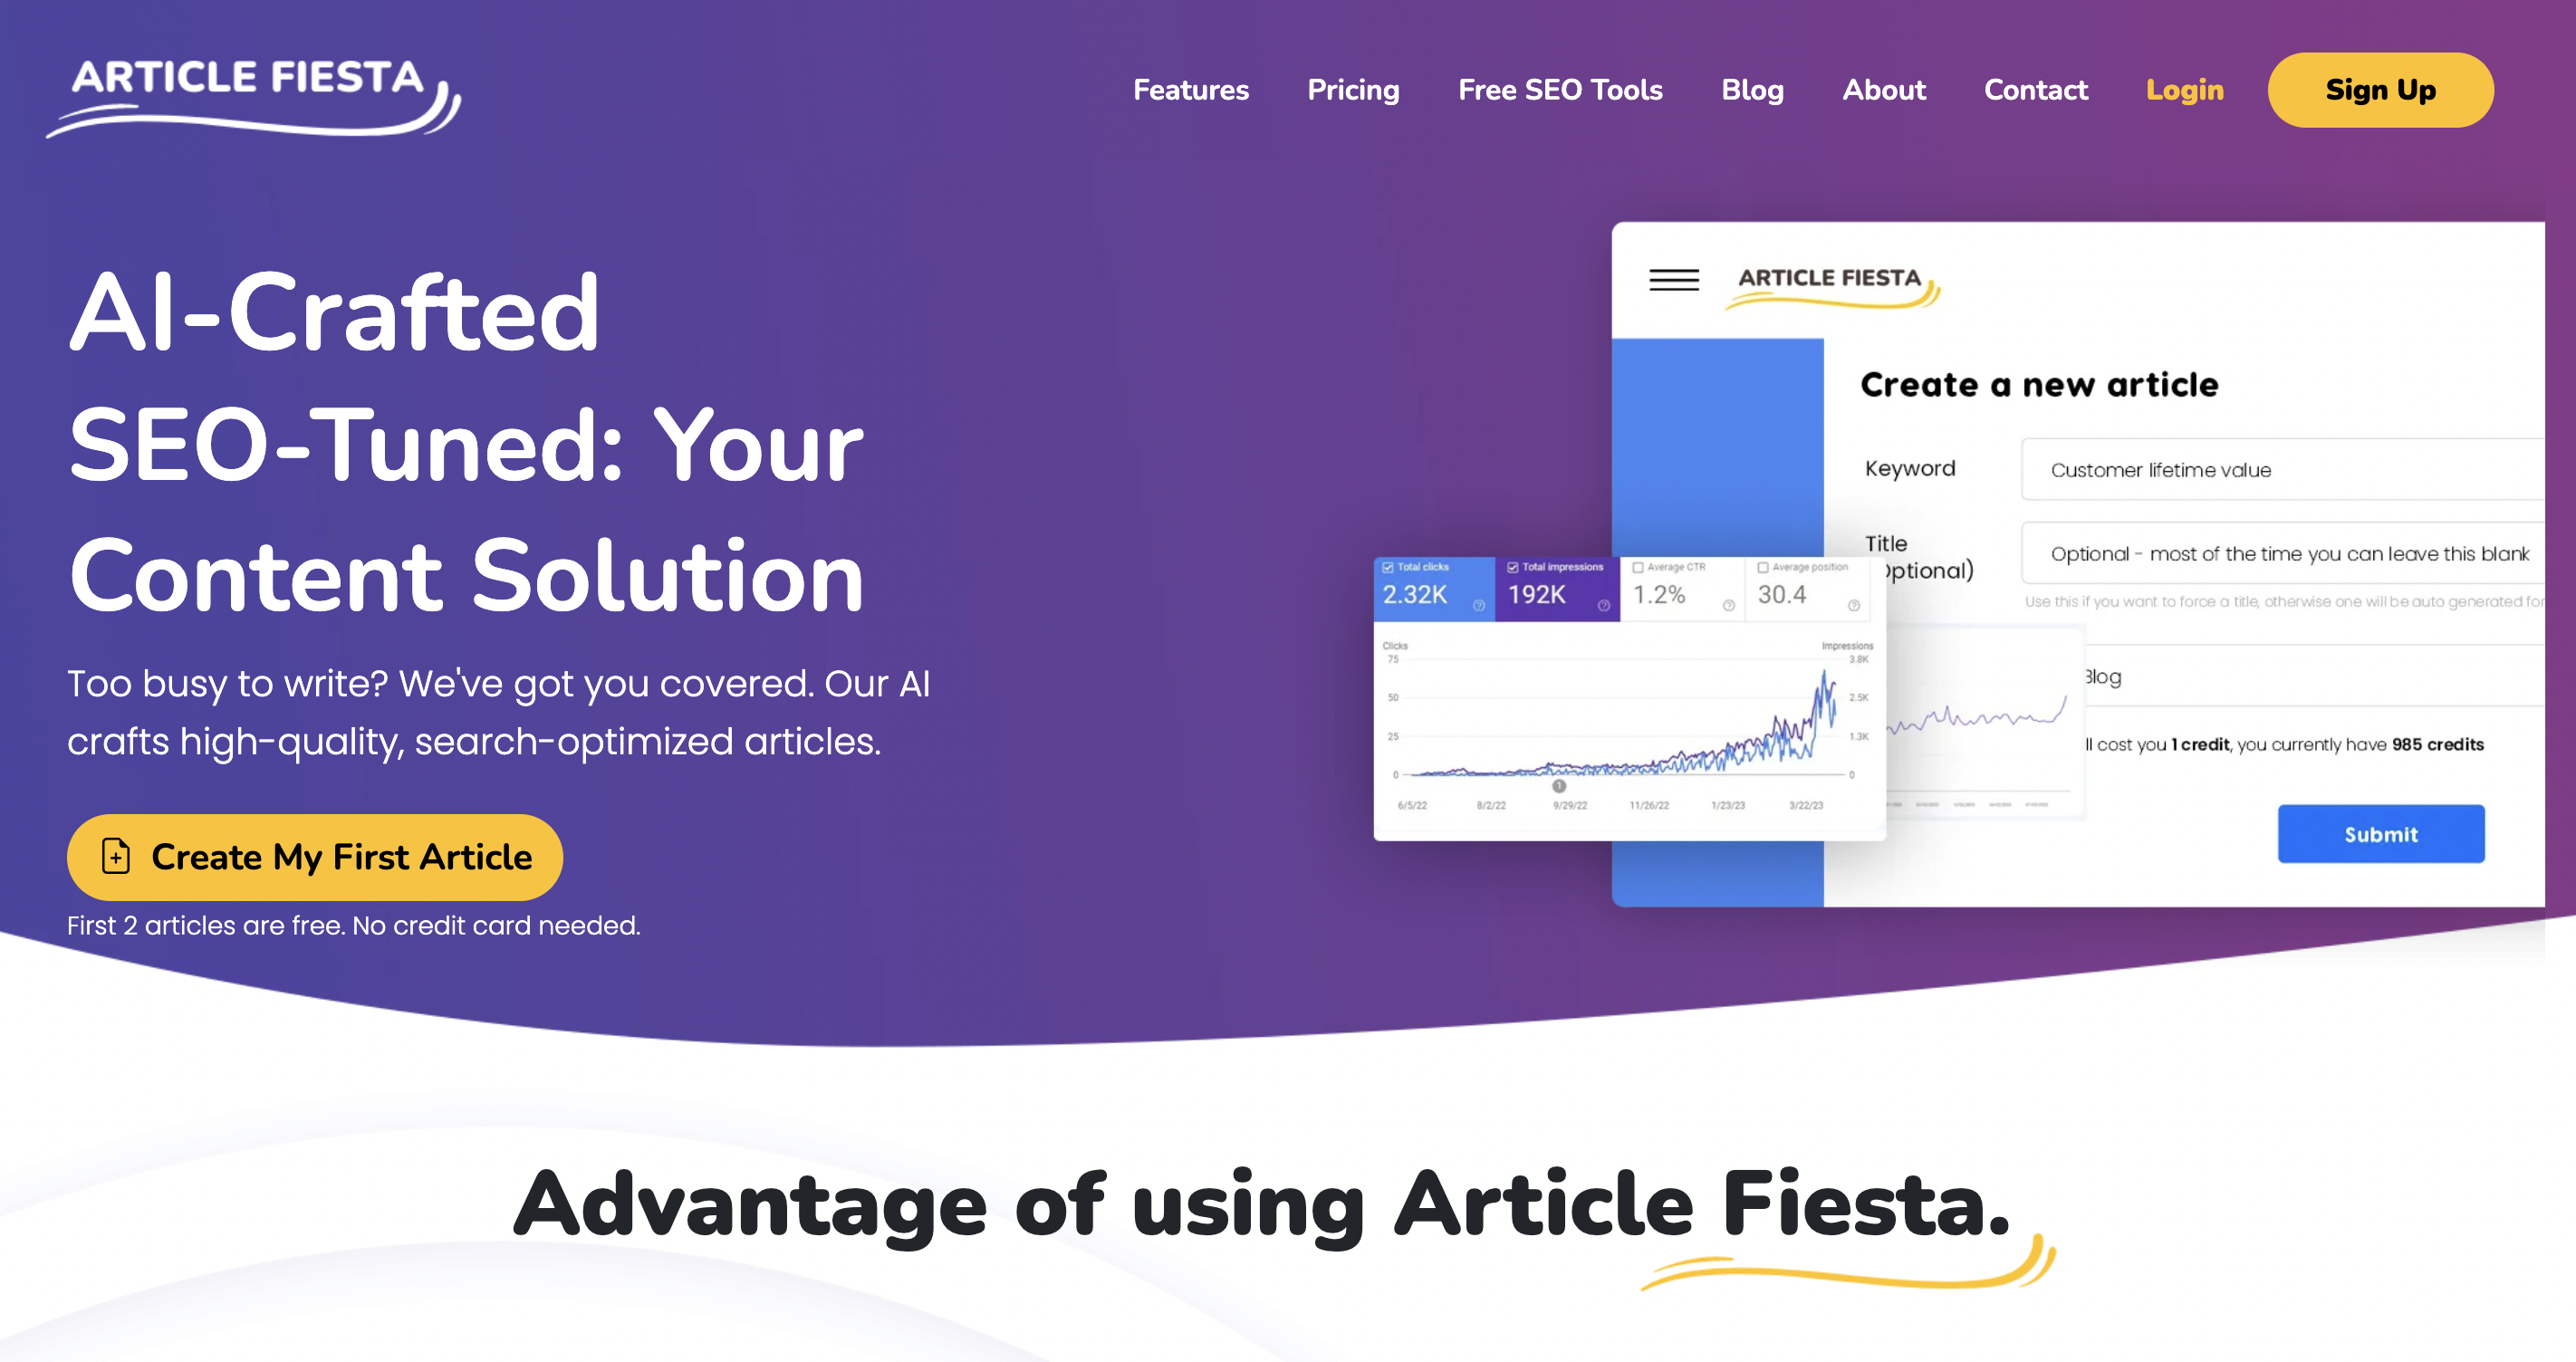 ARTICLE FIESTA
Features Pricing Free SEO Tools Blog About Contact Login Sign Up
AI-Crafted
SEO-Tuned: Your
Content Solution
Too busy to write? We've got you covered. Our AI
crafts high-quality, search-optimized articles.
Create My First Article
First 2 articles are free. No credit card needed.
ARTICLE FIESTA
Create a new article
Keyword
Customer lifetime value
Title
ptional)
Optional - most of the time you can leave this blank
Use this if you want to force a title, otherwise one will be auto generated for
Blog
ll cost you 1 credit, you currently have 985 credits
Submit
Total clicks
2.32K
Total impressions
192K
Average CTR
1.2%
Average position
30.4
Clicks
Impressions
75
50
25
0
3.8K
2.5K
1.3K
0
1
6/5/22 8/2/22 9/29/22 11/26/22 1/23/23 3/22/23
Advantage of using Article Fiesta.